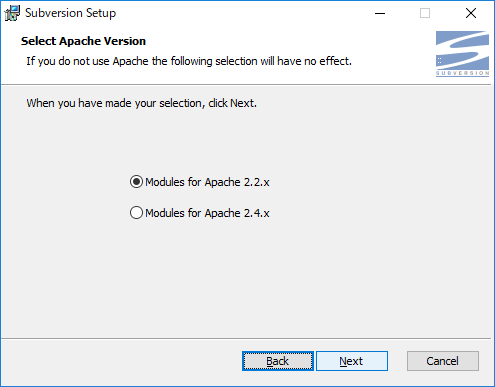 Subversion Setup
Select Apache Version
If you do not use Apache the following selection will have no effect.
SUBVERSION
When you have made your selection, click Next.
Modules for Apache 2.2.x
Modules for Apache 2.4.x
Back
Next
Cancel